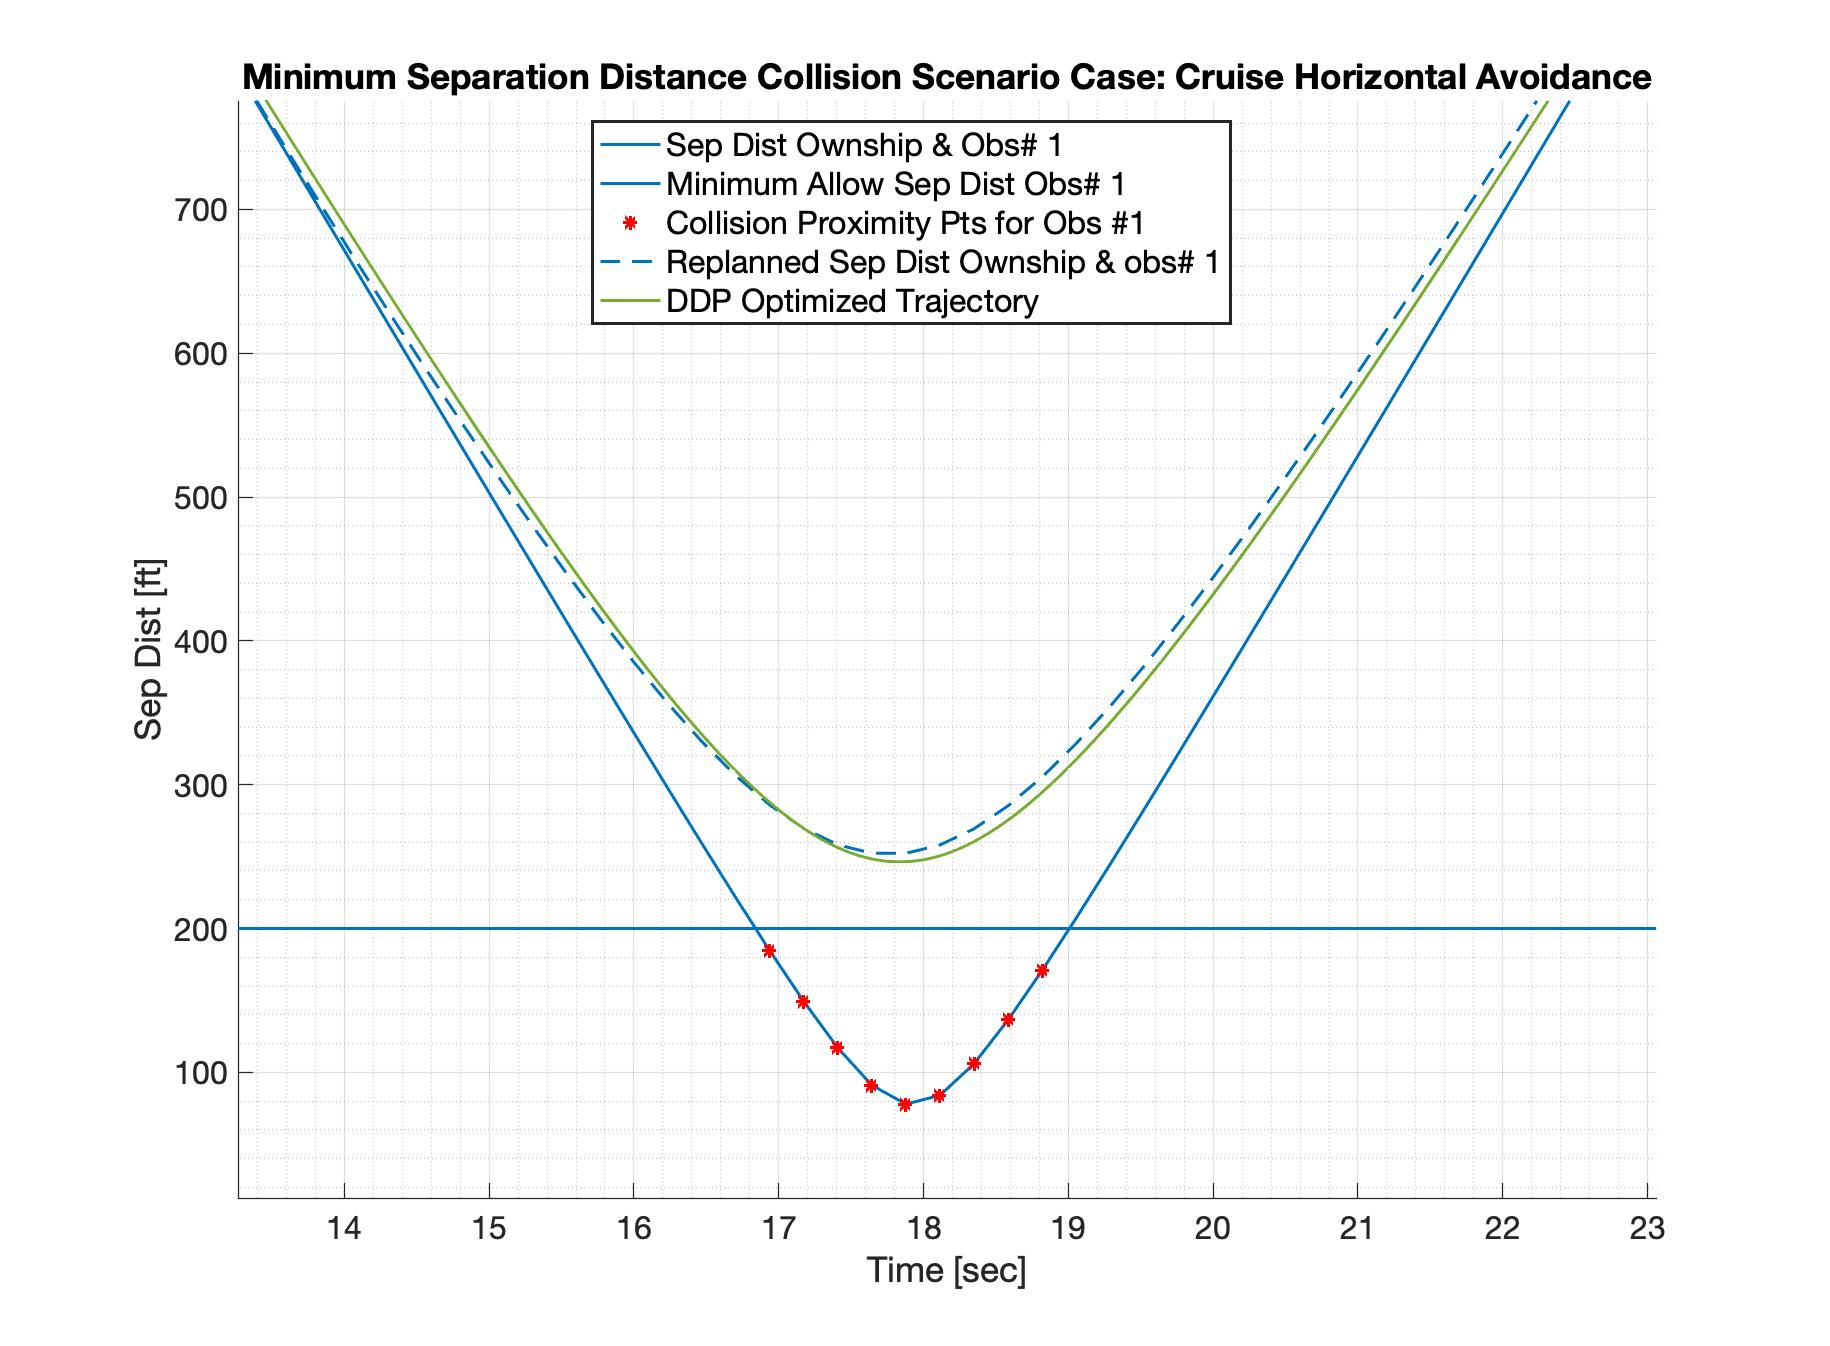 Minimum Separation Distance Collision Scenario Case: Cruise Horizontal Avoidance
Sep Dist Ownship & Obs# 1
Minimum Allow Sep Dist Obs# 1
Collision Proximity Pts for Obs #1
Replanned Sep Dist Ownship & obs# 1
DDP Optimized Trajectory
700
600
500
400
300
200
100
Sep Dist [ft]
14 15 16 17 18 19 20 21 22 23
Time [sec]